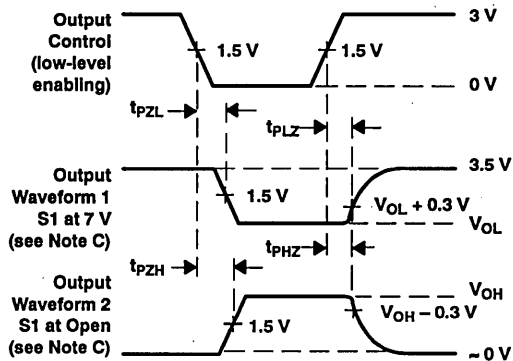 Output
Control
(low-level
enabling)
3 V
1.5 V
1.5 V
0 V
tPZL
tPLZ
Output
Waveform 1
S1 at 7 V
(see Note C)
3.5 V
1.5 V
VOL + 0.3 V
VOL
tPHZ
tPZH
Output
Waveform 2
S1 at Open
(see Note C)
VOH
VOH – 0.3 V
1.5 V
~ 0 V